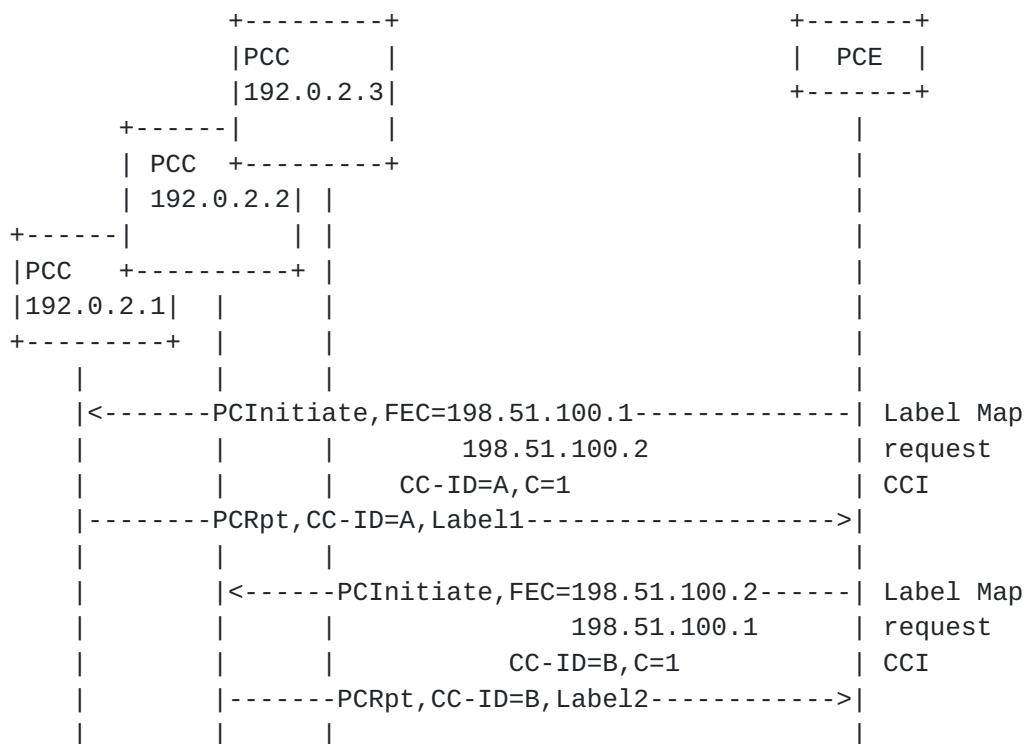 +---------+                         +-------+
|PCC      |                         |  PCE  |
|192.0.2.3|                         +-------+
+------|         |                             |
| PCC  +---------+                             |
| 192.0.2.2| |                                 |
+------|          | |                                 |
|PCC   +----------+ |                                 |
|192.0.2.1|  |      |                                 |
+---------+  |      |                                 |
|        |      |                                 |
|<-------PCInitiate,FEC=198.51.100.1--------------| Label Map
|        |      |        198.51.100.2             | request
|        |      |    CC-ID=A,C=1                  | CCI
|--------PCRpt,CC-ID=A,Label1-------------------->|
|        |      |                                 |
|        |<------PCInitiate,FEC=198.51.100.2------| Label Map
|        |      |               198.51.100.1      | request
|        |      |           CC-ID=B,C=1           | CCI
|        |-------PCRpt,CC-ID=B,Label2------------>|
|        |      |                                 |